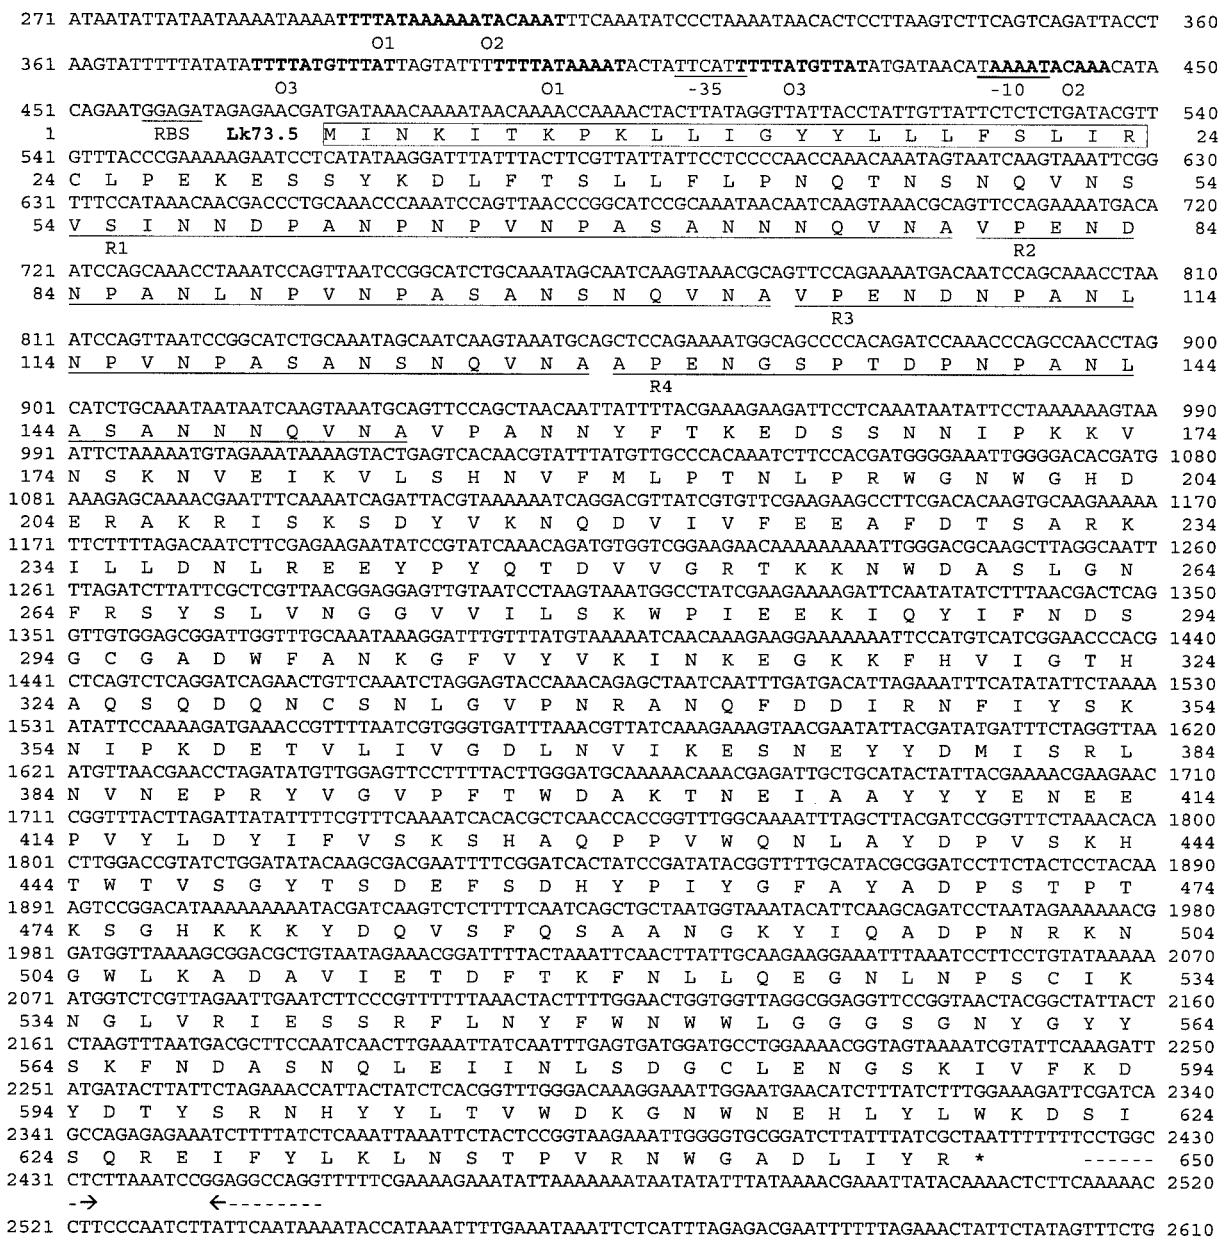 271 ATAATATTATAATAAAATAAAATTTTATAAAAAATACAAATTTCAAATATCCCTAAAATAACACTCCTTAAGTCTTCAGTCAGATTACCT 360
O1 O2
361 AAGTATTTTTATATATTTTATGTTTATTAGTATTTTTTTATAAAATACTATTCATTTTTATGTTATATGATAACATAAAATACAAACATA 450
O3 O1 -35 O3 -10 O2
451 CAGAATGGAGATAGAGAACGATGATAAACAAAATAACAAAACCAAAACTACTTATAGGTTATTACCTATTGTTATTCTCTCTGATACGTT 540
1 RBS Lk73.5 M I N K I T K P K L L I G Y Y L L L F S L I R 24
541 GTTTACCCGAAAAAGAATCCTCATATAAGGATTTATTTACTTCGTTATTATTCCTCCCCAACCAAACAAATAGTAATCAAGTAAATTCGG 630
24 C L P E K E S S Y K D L F T S L L F L P N Q T N S N Q V N S 54
631 TTTCCATAAACAACGACCCTGCAAACCCAAATCCAGTTAACCCGGCATCCGCAAATAACAATCAAGTAAACGCAGTTCCAGAAAATGACA 720
54 V S I N N D P A N P N P V N P A S A N N N Q V N A V P E N D 84
R1 R2
721 ATCCAGCAAACCTAAATCCAGTTAATCCGGCATCTGCAAATAGCAATCAAGTAAACGCAGTTCCAGAAAATGACAATCCAGCAAACCTAA 810
84 N P A N L N P V N P A S A N S N Q V N A V P E N D N P A N L 114
R3
811 ATCCAGTTAATCCGGCATCTGCAAATAGCAATCAAGTAAATGCAGCTCCAGAAAATGGCAGCCCCACAGATCCAAACCCAGCCAACCTAG 900
114 N P V N P A S A N S N Q V N A A P E N G S P T D P N P A N L 144
R4
901 CATCTGCAAATAATAATCAAGTAAATGCAGTTCCAGCTAACAATTATTTTACGAAAGAAGATTCCTCAAATAATATTCCTAAAAAAGTAA 990
144 A S A N N N Q V N A V P A N N Y F T K E D S S N N I P K K V 174
991 ATTCTAAAAATGTAGAAATAAAAGTACTGAGTCACAACGTATTTATGTTGCCCACAAATCTTCCACGATGGGGAAATTGGGGACACGATG 1080
174 N S K N V E I K V L S H N V F M L P T N L P R W G N W G H D 204
1081 AAAGAGCAAAACGAATTTCAAAATCAGATTACGTAAAAAATCAGGACGTTATCGTGTTCGAAGAAGCCTTCGACACAAGTGCAAGAAAAA 1170
204 E R A K R I S K S D Y V K N Q D V I V F E E A F D T S A R K 234
1171 TTCTTTTAGACAATCTTCGAGAAGAATATCCGTATCAAACAGATGTGGTCGGAAGAACAAAAAAAAATTGGGACGCAAGCTTAGGCAATT 1260
234 I L L D N L R E E Y P Y Q T D V V G R T K K N W D A S L G N 264
1261 TTAGATCTTATTCGCTCGTTAACGGAGGAGTTGTAATCCTAAGTAAATGGCCTATCGAAGAAAAGATTCAATATATCTTTAACGACTCAG 1350
264 F R S Y S L V N G G V V I L S K W P I E E K I Q Y I F N D S 294
1351 GTTGTGGAGCGGATTGGTTTGCAAATAAAGGATTTGTTTATGTAAAAATCAACAAAGAAGGAAAAAAATTCCATGTCATCGGAACCCACG 1440
294 G C G A D W F A N K G F V Y V K I N K E G K K F H V I G T H 324
1441 CTCAGTCTCAGGATCAGAACTGTTCAAATCTAGGAGTACCAAACAGAGCTAATCAATTTGATGACATTAGAAATTTCATATATTCTAAAA 1530
324 A Q S Q D Q N C S N L G V P N R A N Q F D D I R N F I Y S K 354
1531 ATATTCCAAAAGATGAAACCGTTTTAATCGTGGGTGATTTAAACGTTATCAAAGAAAGTAACGAATATTACGATATGATTTCTAGGTTAA 1620
354 N I P K D E T V L I V G D L N V I K E S N E Y Y D M I S R L 384
1621 ATGTTAACGAACCTAGATATGTTGGAGTTCCTTTTACTTGGGATGCAAAAACAAACGAGATTGCTGCATACTATTACGAAAACGAAGAAC 1710
384 N V N E P R Y V G V P F T W D A K T N E I A A Y Y Y E N E E 414
1711 CGGTTTACTTAGATTATATTTTCGTTTCAAAATCACACGCTCAACCACCGGTTTGGCAAAATTTAGCTTACGATCCGGTTTCTAAACACA 1800
414 P V Y L D Y I F V S K S H A Q P P V W Q N L A Y D P V S K H 444
1801 CTTGGACCGTATCTGGATATACAAGCGACGAATTTTCGGATCACTATCCGATATACGGTTTTGCATACGCGGATCCTTCTACTCCTACAA 1890
444 T W T V S G Y T S D E F S D H Y P I Y G F A Y A D P S T P T 474
1891 AGTCCGGACATAAAAAAAAATACGATCAAGTCTCTTTTCAATCAGCTGCTAATGGTAAATACATTCAAGCAGATCCTAATAGAAAAAACG 1980
474 K S G H K K K Y D Q V S F Q S A A N G K Y I Q A D P N R K N 504
1981 GATGGTTAAAAGCGGACGCTGTAATAGAAACGGATTTTACTAAATTCAACTTATTGCAAGAAGGAAATTTAAATCCTTCCTGTATAAAAA 2070
504 G W L K A D A V I E T D F T K F N L L Q E G N L N P S C I K 534
2071 ATGGTCTCGTTAGAATTGAATCTTCCCGTTTTTTAAACTACTTTTGGAACTGGTGGTTAGGCGGAGGTTCCGGTAACTACGGCTATTACT 2160
534 N G L V R I E S S R F L N Y F W N W W L G G G S G N Y G Y Y 564
2161 CTAAGTTTAATGACGCTTCCAATCAACTTGAAATTATCAATTTGAGTGATGGATGCCTGGAAAACGGTAGTAAAATCGTATTCAAAGATT 2250
564 S K F N D A S N Q L E I I N L S D G C L E N G S K I V F K D 594
2251 ATGATACTTATTCTAGAAACCATTACTATCTCACGGTTTGGGACAAAGGAAATTGGAATGAACATCTTTATCTTTGGAAAGATTCGATCA 2340
594 Y D T Y S R N H Y Y L T V W D K G N W N E H L Y L W K D S I 624
2341 GCCAGAGAGAAATCTTTTATCTCAAATTAAATTCTACTCCGGTAAGAAATTGGGGTGCGGATCTTATTTATCGCTAATTTTTTTCCTGGC 2430
624 S Q R E I F Y L K L N S T P V R N W G A D L I Y R * ------ 650
2431 CTCTTAAATCCGGAGGCCAGGTTTTTCGAAAAGAAATATTAAAAAAATAATATATTTATAAAACGAAATTATACAAAACTCTTCAAAAAC 2520
-→ ←--------
2521 CTTCCCAATCTTATTCAATAAAATACCATAAATTTTGAAATAAATTCTCATTTAGAGACGAATTTTTTAGAAACTATTCTATAGTTTCTG 2610